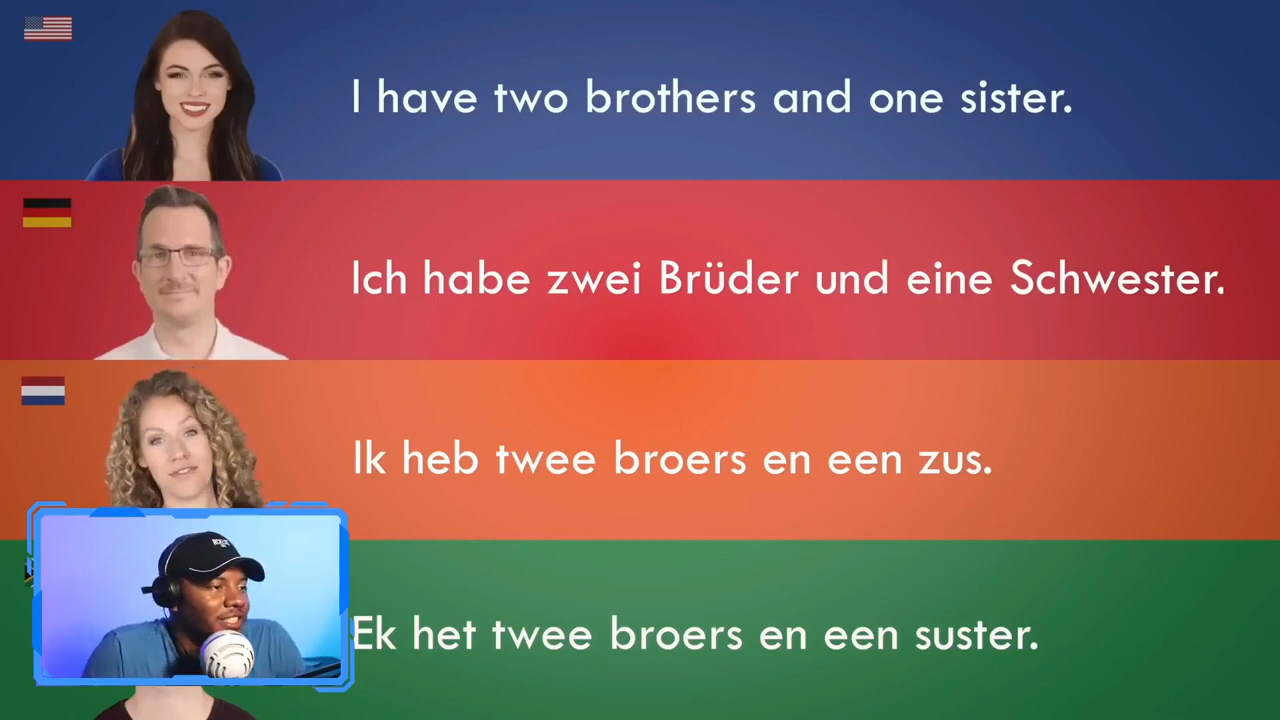 I have two brothers and one sister.
Ich habe zwei Brüder und eine Schwester.
Ik heb twee broers en een zus.
Ek het twee broers en een suster.